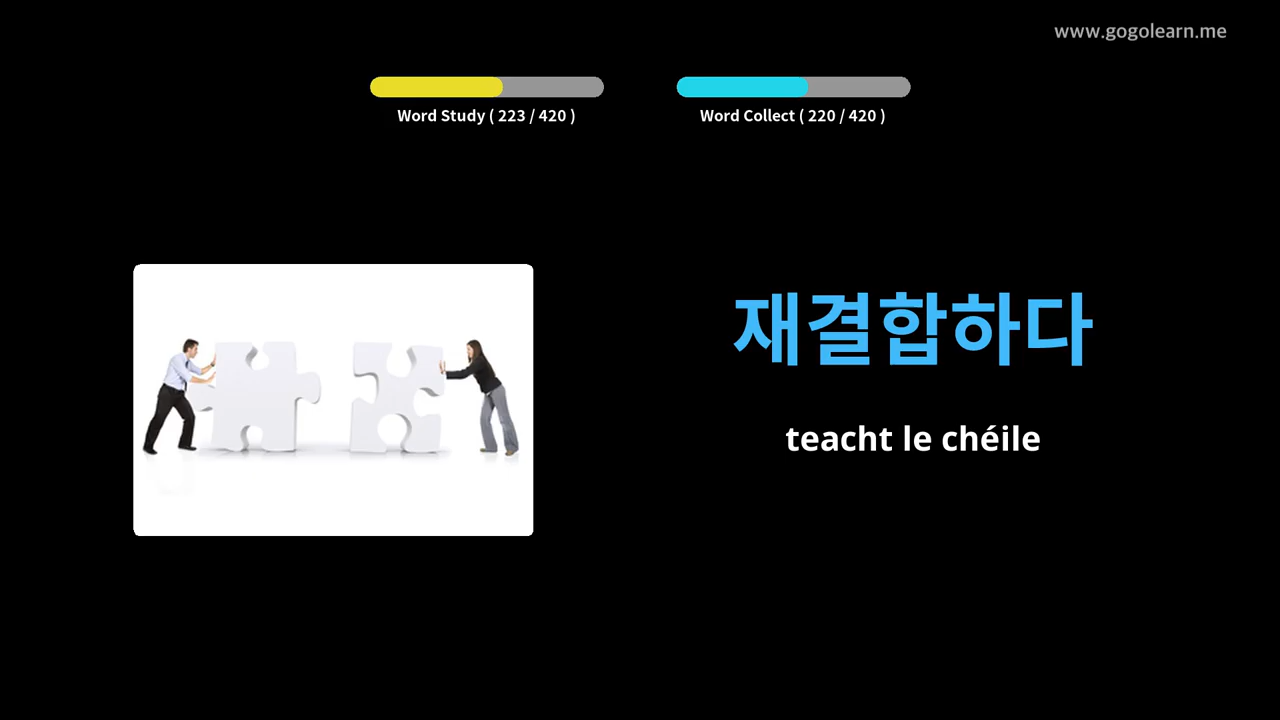 www.gogolearn.me
Word Study ( 223 / 420 )
Word Collect ( 220 / 420 )
재결합하다
teacht le chéile